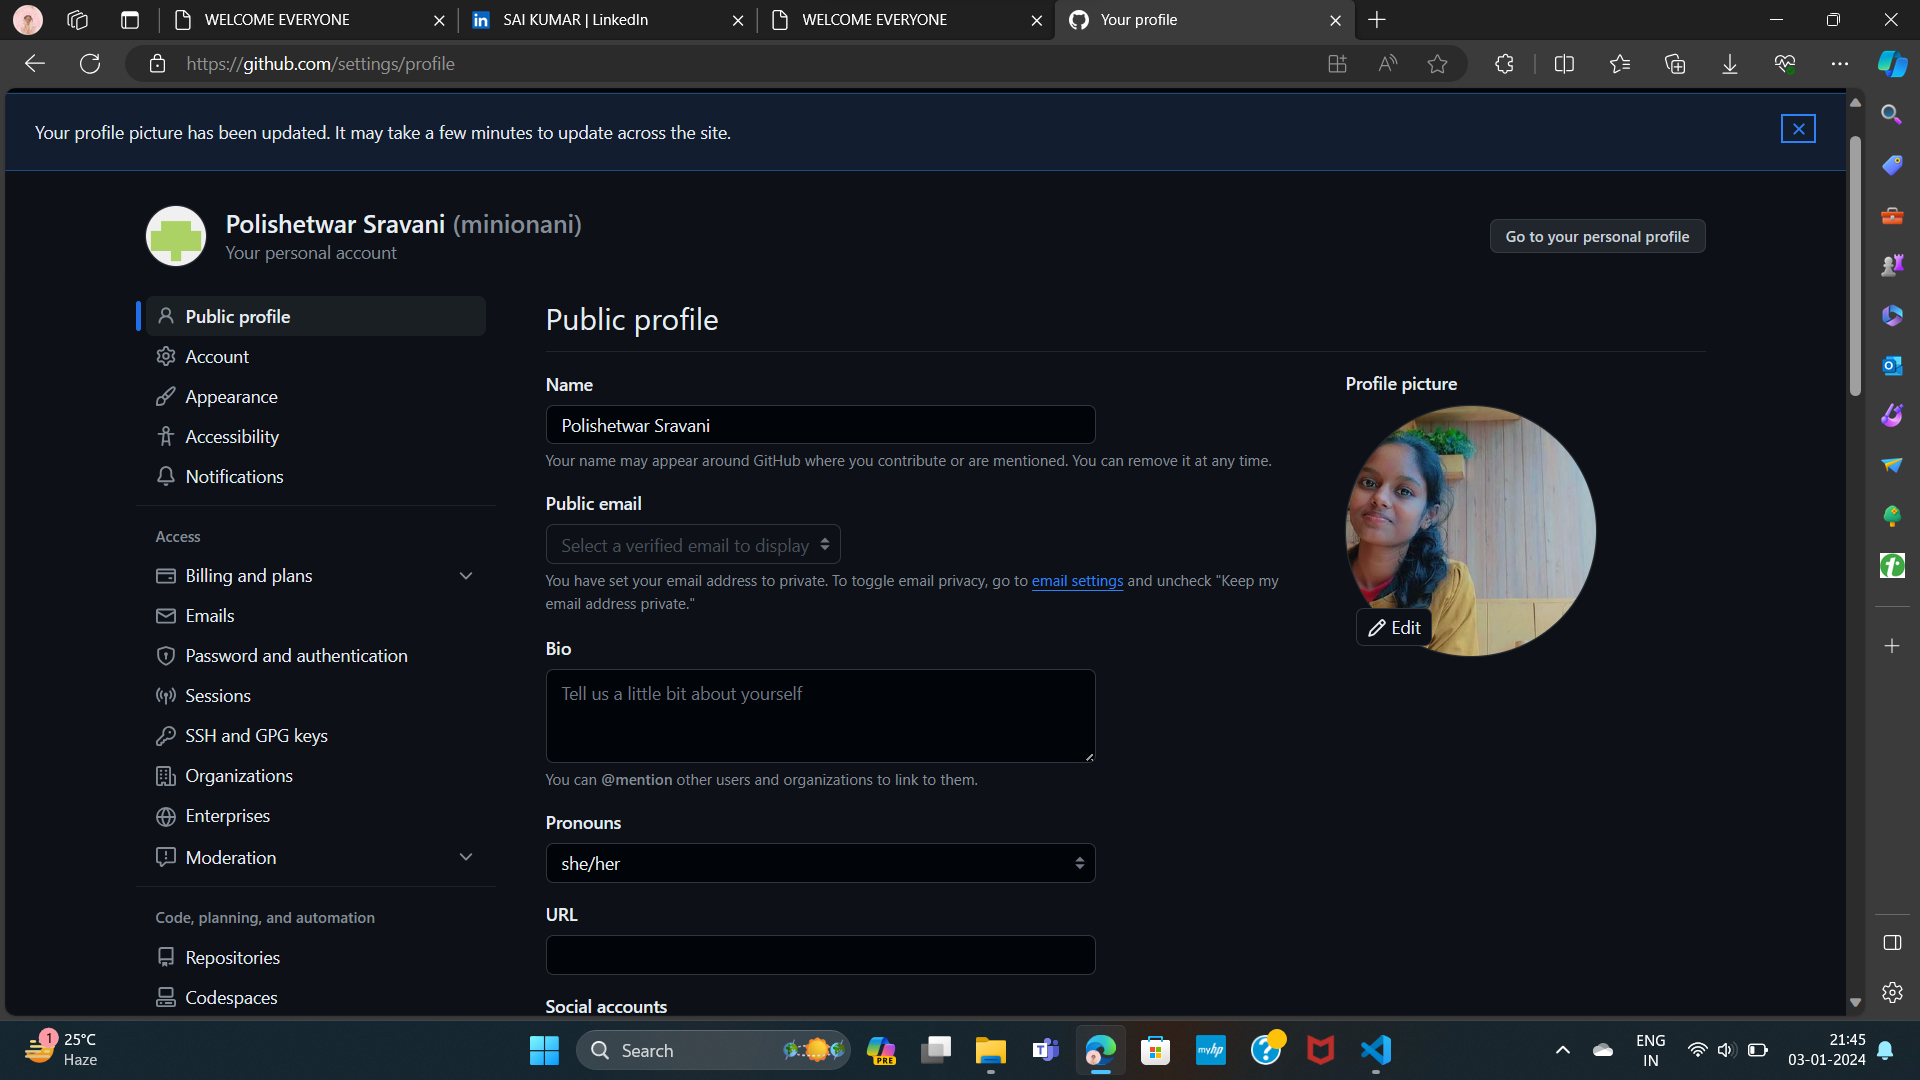 WELCOME EVERYONE
SAI KUMAR | LinkedIn
WELCOME EVERYONE
Your profile
https://github.com/settings/profile
Your profile picture has been updated. It may take a few minutes to update across the site.
Polishetwar Sravani (minionani)
Your personal account
Go to your personal profile
Public profile
Account
Appearance
Accessibility
Notifications
Access
Billing and plans
Emails
Password and authentication
Sessions
SSH and GPG keys
Organizations
Enterprises
Moderation
Code, planning, and automation
Repositories
Codespaces
Public profile
Name
Polishetwar Sravani
Your name may appear around GitHub where you contribute or are mentioned. You can remove it at any time.
Public email
Select a verified email to display
You have set your email address to private. To toggle email privacy, go to email settings and uncheck "Keep my
email address private."
Bio
Tell us a little bit about yourself
You can @mention other users and organizations to link to them.
Pronouns
she/her
URL
Social accounts
Profile picture
Edit
1
25°C
Haze
Search
PRE
myhp
ENG
IN
21:45
03-01-2024